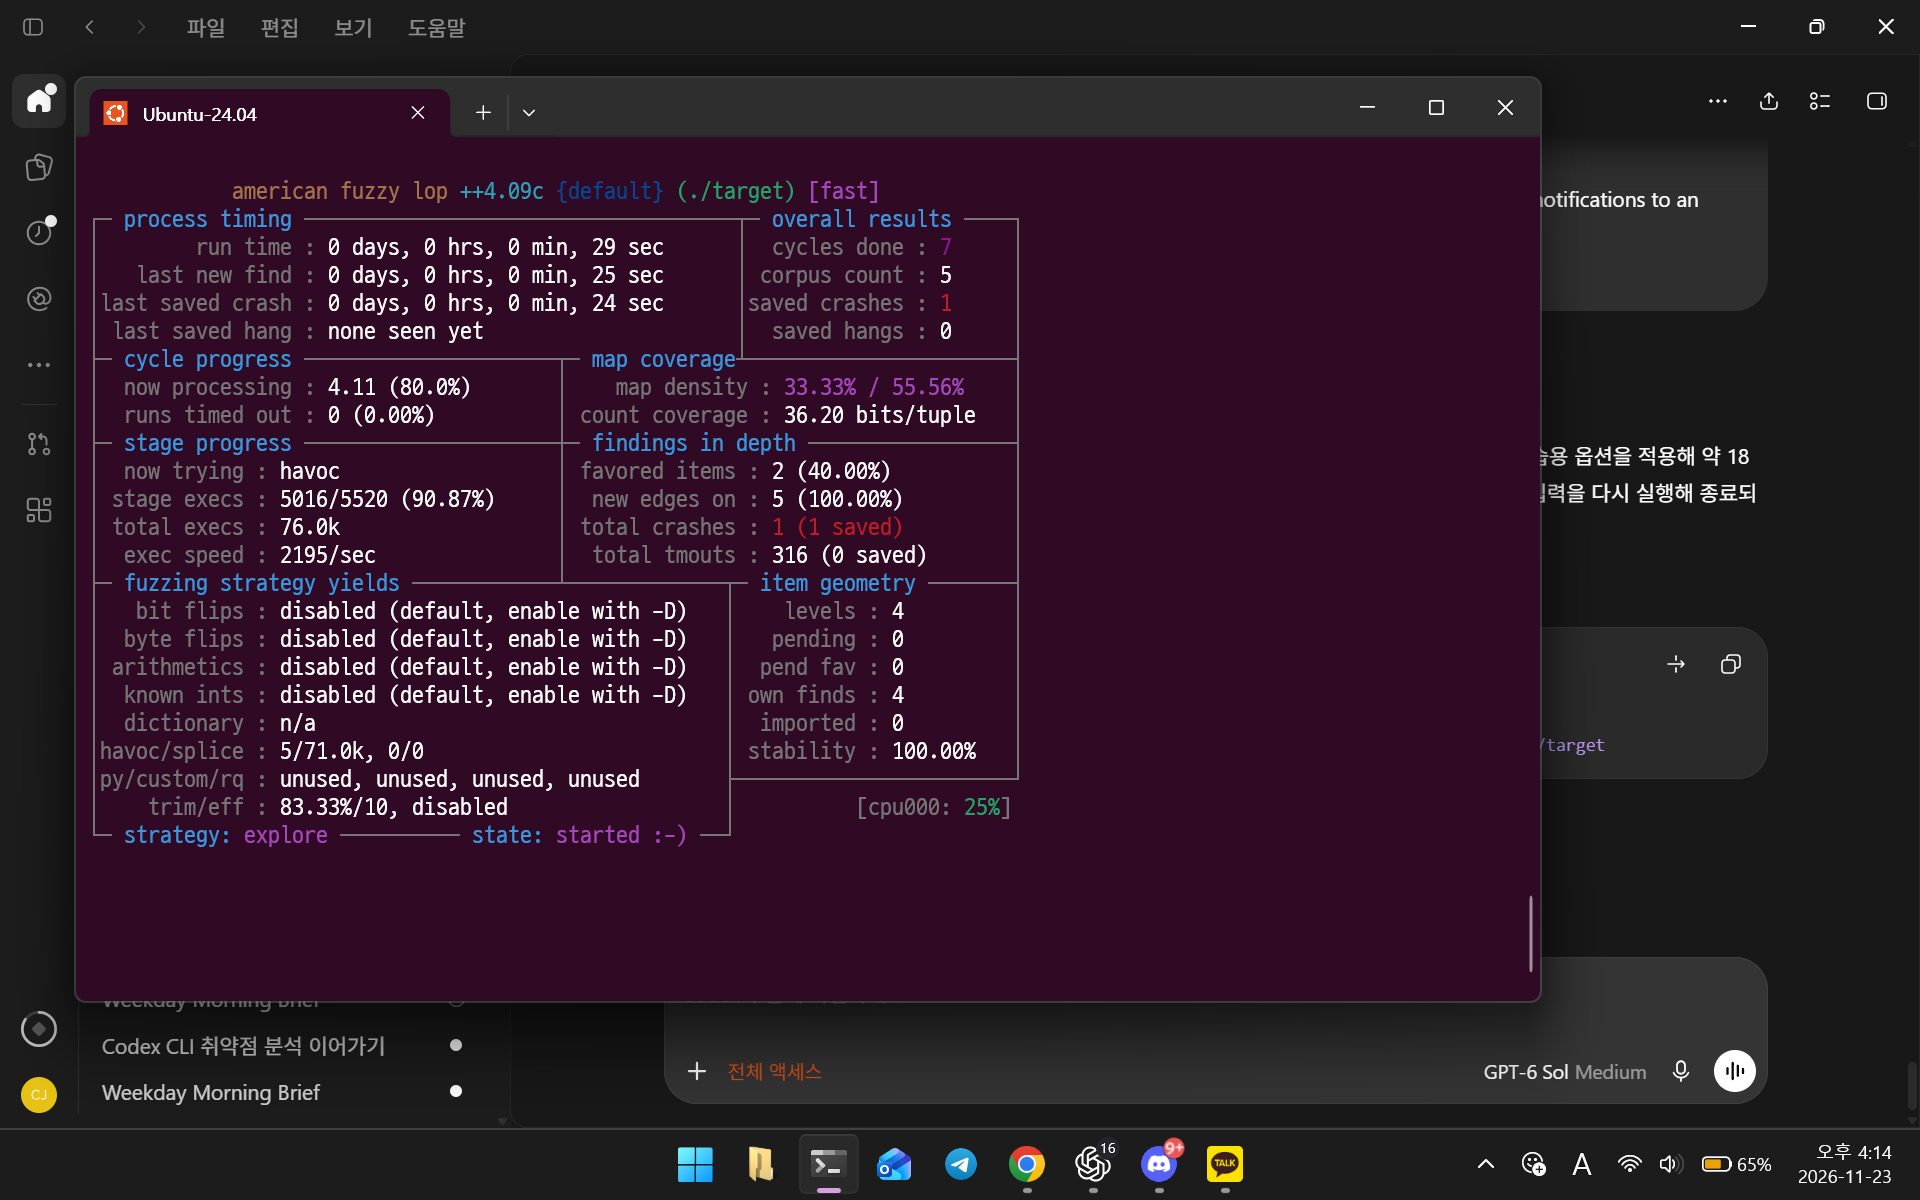 파일 편집 보기 도움말
Ubuntu-24.04
american fuzzy lop ++4.09c {default} (./target) [fast]
process timing
run time : 0 days, 0 hrs, 0 min, 29 sec
last new find : 0 days, 0 hrs, 0 min, 25 sec
last saved crash : 0 days, 0 hrs, 0 min, 24 sec
last saved hang : none seen yet
overall results
cycles done : 7
corpus count : 5
saved crashes : 1
saved hangs : 0
cycle progress
now processing : 4.11 (80.0%)
runs timed out : 0 (0.00%)
map coverage
map density : 33.33% / 55.56%
count coverage : 36.20 bits/tuple
stage progress
now trying : havoc
stage execs : 5016/5520 (90.87%)
total execs : 76.0k
exec speed : 2195/sec
findings in depth
favored items : 2 (40.00%)
new edges on : 5 (100.00%)
total crashes : 1 (1 saved)
total tmouts : 316 (0 saved)
fuzzing strategy yields
bit flips : disabled (default, enable with -D)
byte flips : disabled (default, enable with -D)
arithmetics : disabled (default, enable with -D)
known ints : disabled (default, enable with -D)
dictionary : n/a
havoc/splice : 5/71.0k, 0/0
py/custom/rq : unused, unused, unused, unused
trim/eff : 83.33%/10, disabled
item geometry
levels : 4
pending : 0
pend fav : 0
own finds : 4
imported : 0
stability : 100.00%
[cpu000: 25%]
strategy: explore state: started :-)
notifications to an
옵션을 적용해 약 18
다시 실행해 종료되
/target
Weekday Morning Brief
Codex CLI 취약점 분석 이어가기
Weekday Morning Brief
CJ
전체 액세스
GPT-6 Sol Medium
16
9+
TALK
A
65%
오후 4:14
2026-11-23